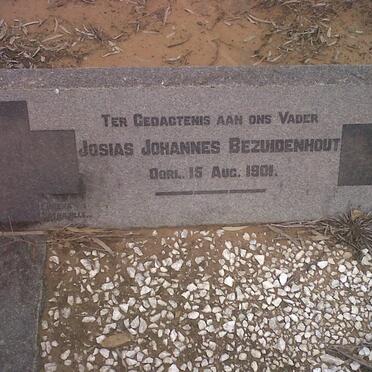 TER GEDAGTENIS AAN ONS VADER
JOSIAS JOHANNES BEZUIDENHOUT
OORL. 15 AUG. 1901.